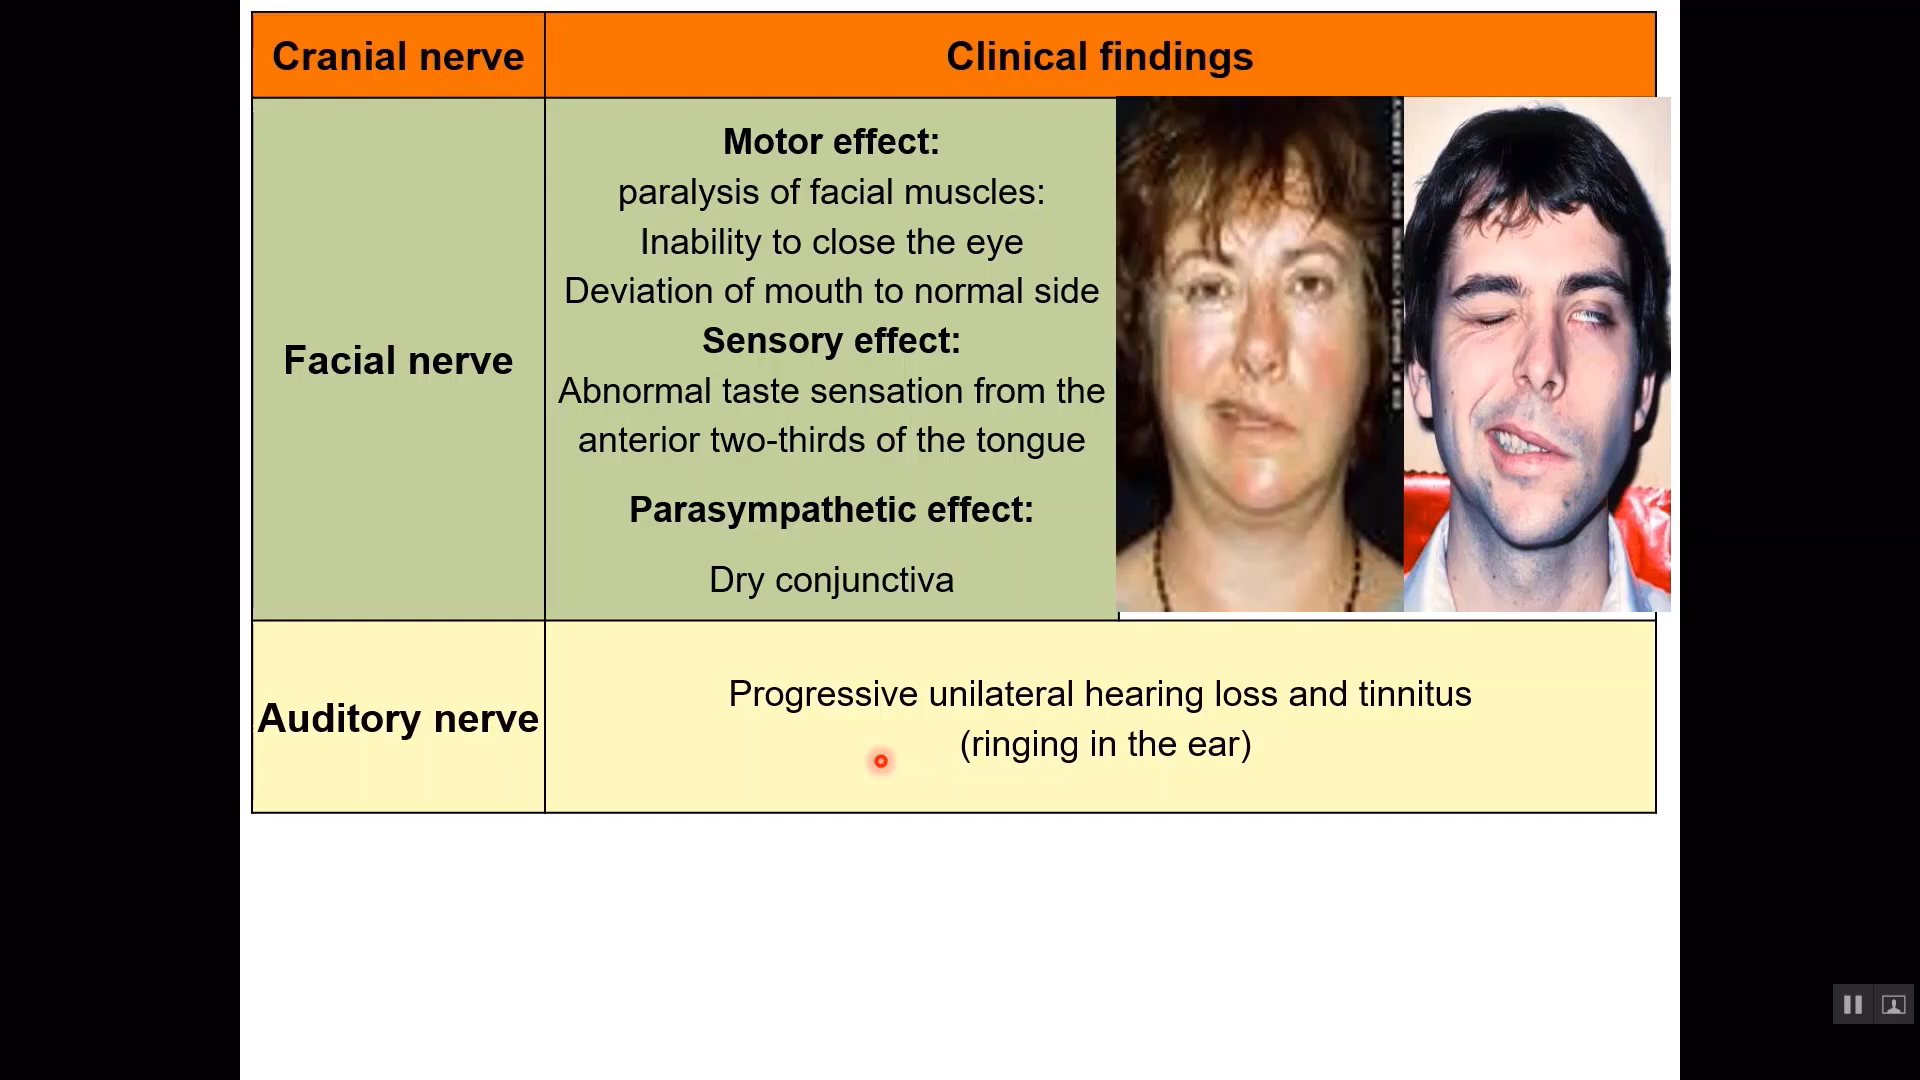 Cranial nerve
Clinical findings
Facial nerve
Motor effect:
paralysis of facial muscles:
Inability to close the eye
Deviation of mouth to normal side
Sensory effect:
Abnormal taste sensation from the
anterior two-thirds of the tongue
Parasympathetic effect:
Dry conjunctiva
Auditory nerve
Progressive unilateral hearing loss and tinnitus
(ringing in the ear)